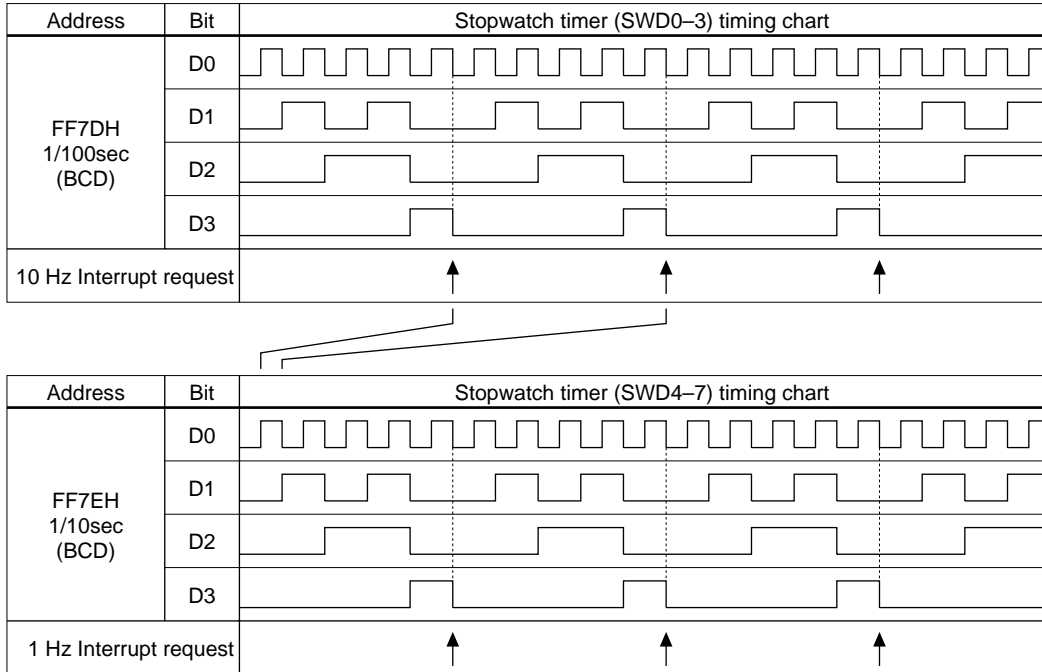 Address Bit Stopwatch timer (SWD0–3) timing chart
D0
D1
FF7DH
1/100sec
(BCD)
D2
D3
10 Hz Interrupt request
Address Bit Stopwatch timer (SWD4–7) timing chart
D0
D1
FF7EH
1/10sec
(BCD)
D2
D3
1 Hz Interrupt request